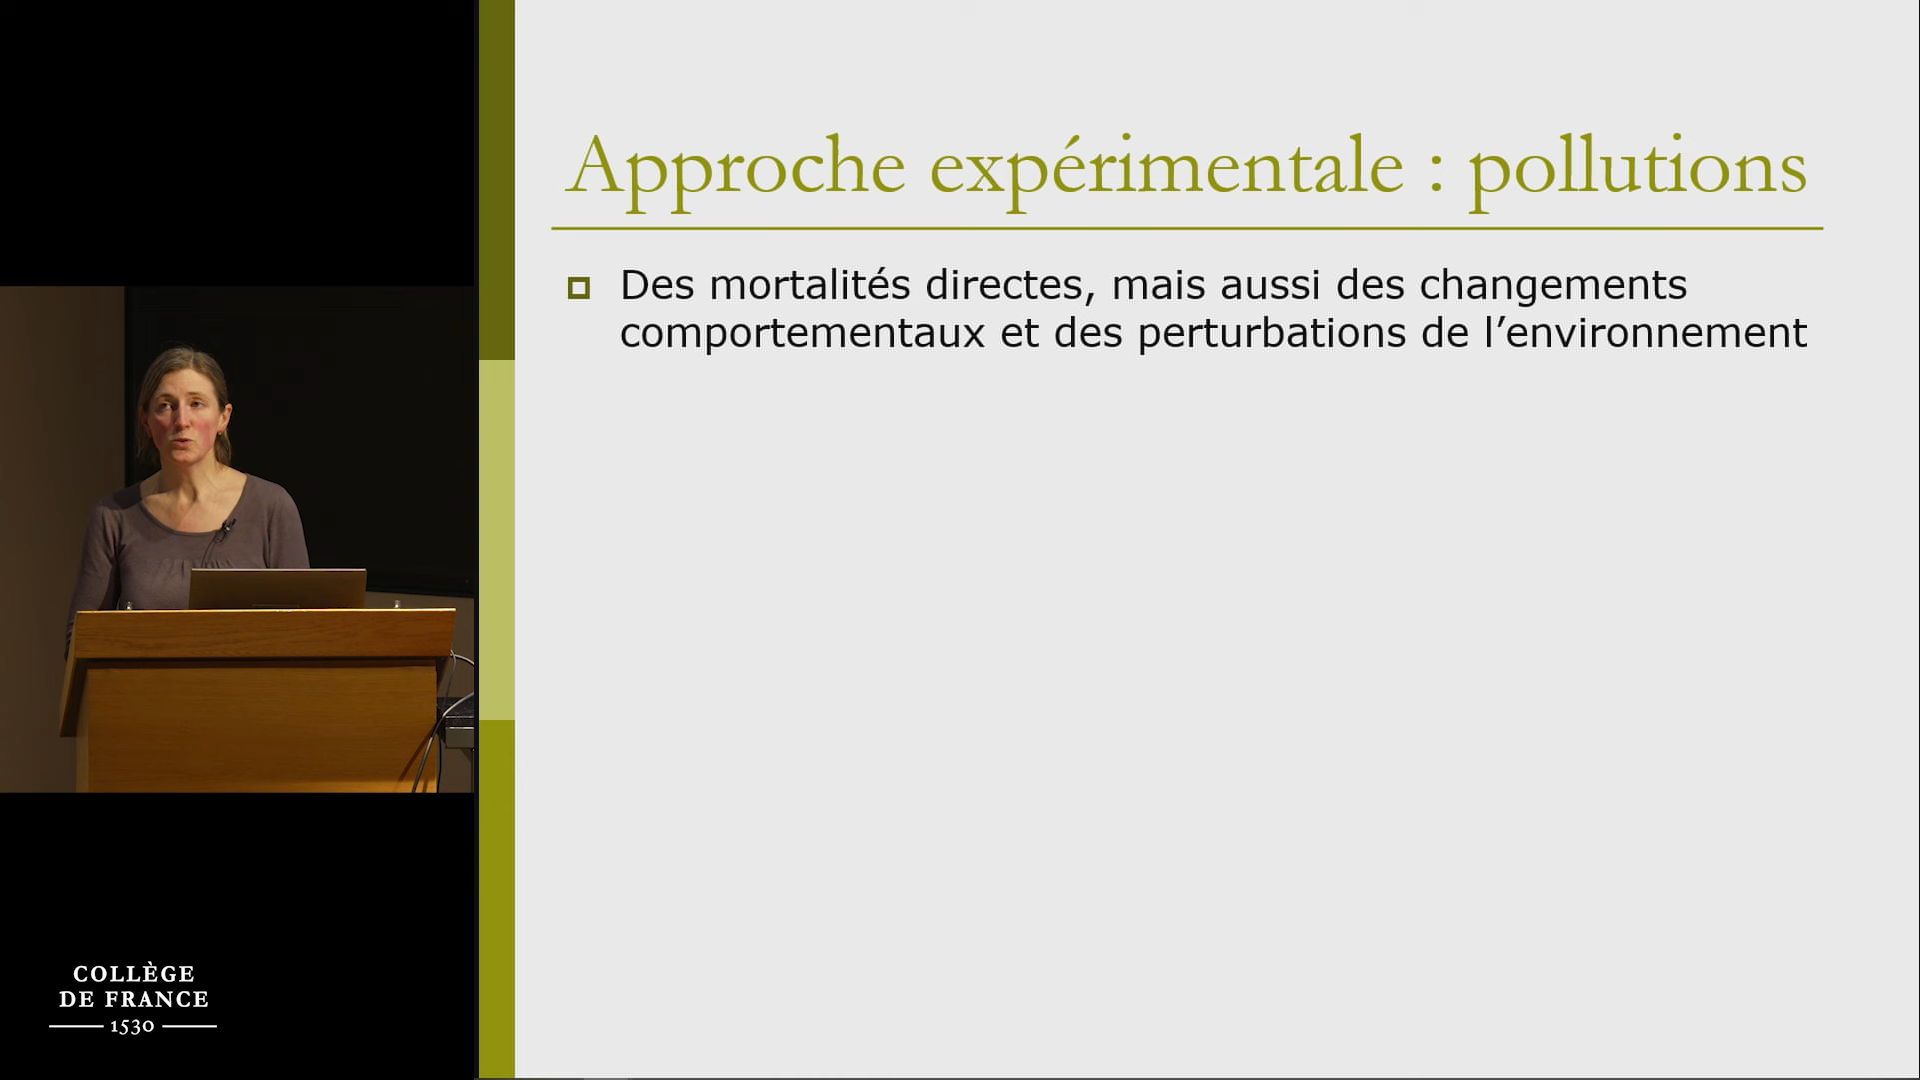 Approche expérimentale : pollutions
Des mortalités directes, mais aussi des changements
comportementaux et des perturbations de l’environnement
COLLÈGE
DE FRANCE
1530